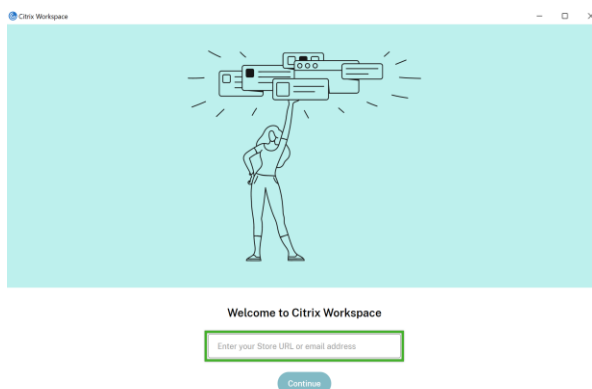 Citrix Workspace
Welcome to Citrix Workspace
Enter your Store URL or email address
Continue